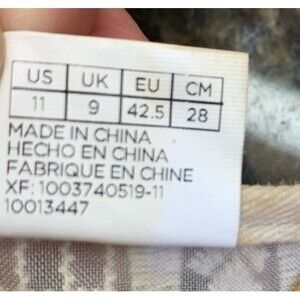 US UK EU CM
11 9 42.5 28
MADE IN CHINA
HECHO EN CHINA
FABRIQUE EN CHINE
XF: 1003740519-11
10013447